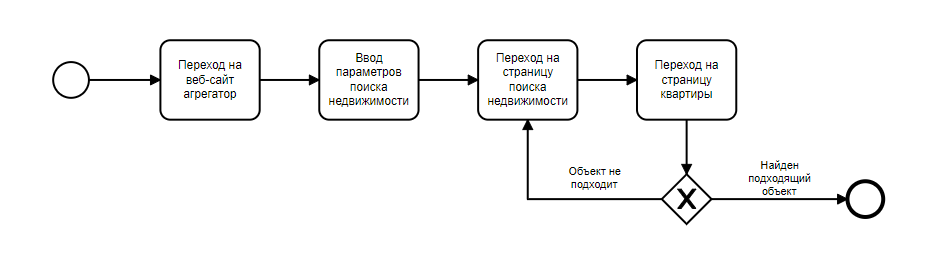 Переход на
веб-сайт
агрегатор
Ввод
параметров
поиска
недвижимости
Переход на
страницу
поиска
недвижимости
Переход на
страницу
квартиры
Объект не
подходит
Найден
подходящий
объект